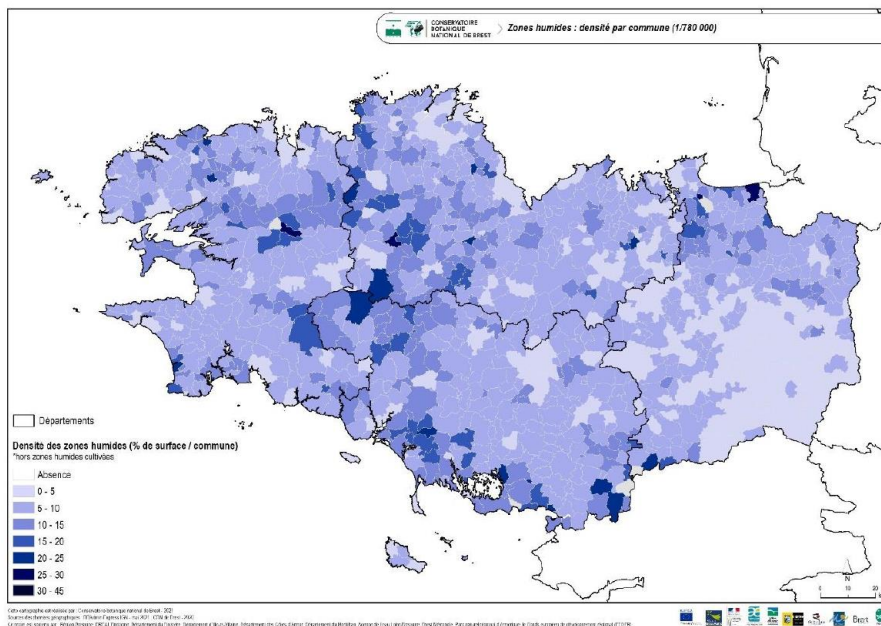 CONSERVATOIRE
BOTANIQUE
NATIONAL DE BREST
Zones humides : densité par commune (1/780 000)
Départements
Densité des zones humides (% de surface / commune)
*hors zones humides cultivées
Absence
0 - 5
5 - 10
10 - 15
15 - 20
20 - 25
25 - 30
30 - 45
N
0 10 20
Brest